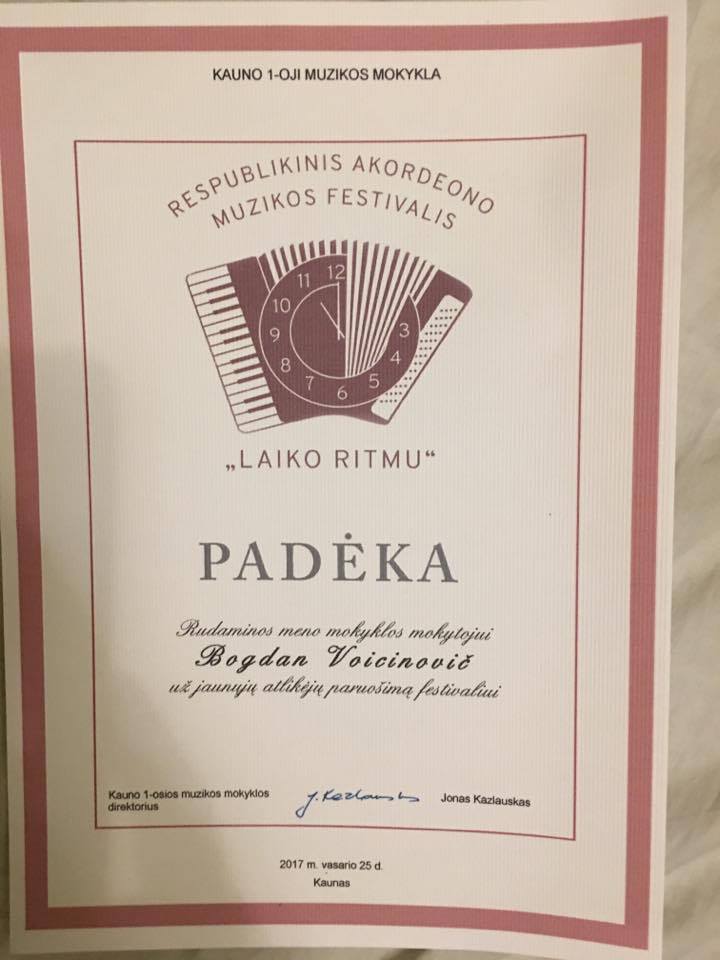 KAUNO 1-OJI MUZIKOS MOKYKLA
RESPUBLIKINIS AKORDEONO
MUZIKOS FESTIVALIS
12
11
10
9
8
7
6
5
4
3
„LAIKO RITMU“
PADĖKA
Rudaminos meno mokyklos mokytojui
Bogdan Voicinovič
už jaunųjų atlikėjų paruošimą festivaliui
Kauno 1-osios muzikos mokyklos
direktorius
J. Kazlauskas
Jonas Kazlauskas
2017 m. vasario 25 d.
Kaunas